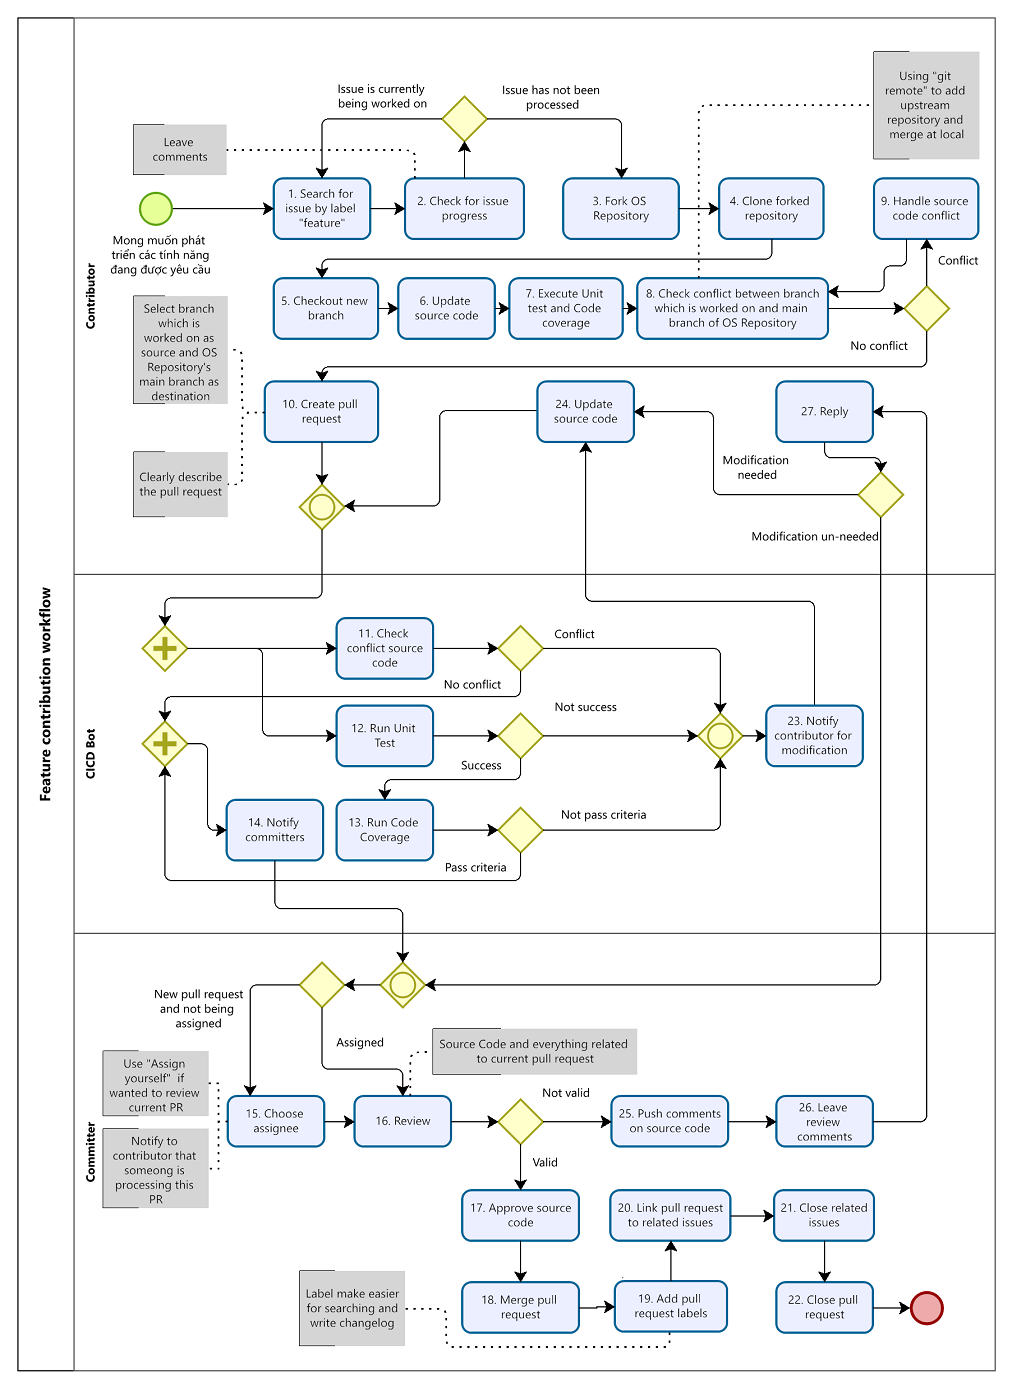 Feature contribution workflow
Contributor
Using "git
remote" to add
upstream
repository and
merge at local
Issue is currently
being worked on
Issue has not been
processed
Leave
comments
Mong muốn phát
triển các tính năng
đang được yêu cầu
1. Search for
issue by label
"feature"
2. Check for issue
progress
3. Fork OS
Repository
4. Clone forked
repository
9. Handle source
code conflict
Conflict
5. Checkout new
branch
6. Update
source code
7. Execute Unit
test and Code
coverage
8. Check conflict between branch
which is worked on and main
branch of OS Repository
No conflict
Select branch
which is
worked on as
source and OS
Repository's
main branch as
destination
10. Create pull
request
24. Update
source code
27. Reply
Modification
needed
Clearly describe
the pull request
Modification un-needed
CICD Bot
11. Check
conflict source
code
Conflict
No conflict
12. Run Unit
Test
Not success
Success
23. Notify
contributor for
modification
14. Notify
committers
13. Run Code
Coverage
Not pass criteria
Pass criteria
Committer
New pull request
and not being
assigned
Assigned
Source Code and everything related
to current pull request
Use "Assign
yourself"  if
wanted to review
current PR
Notify to
contributor that
someong is
processing this
PR
15. Choose
assignee
16. Review
Not valid
Valid
25. Push comments
on source code
26. Leave
review
comments
17. Approve source
code
20. Link pull request
to related issues
21. Close related
issues
Label make easier
for searching and
write changelog
18. Merge pull
request
19. Add pull
request labels
22. Close pull
request